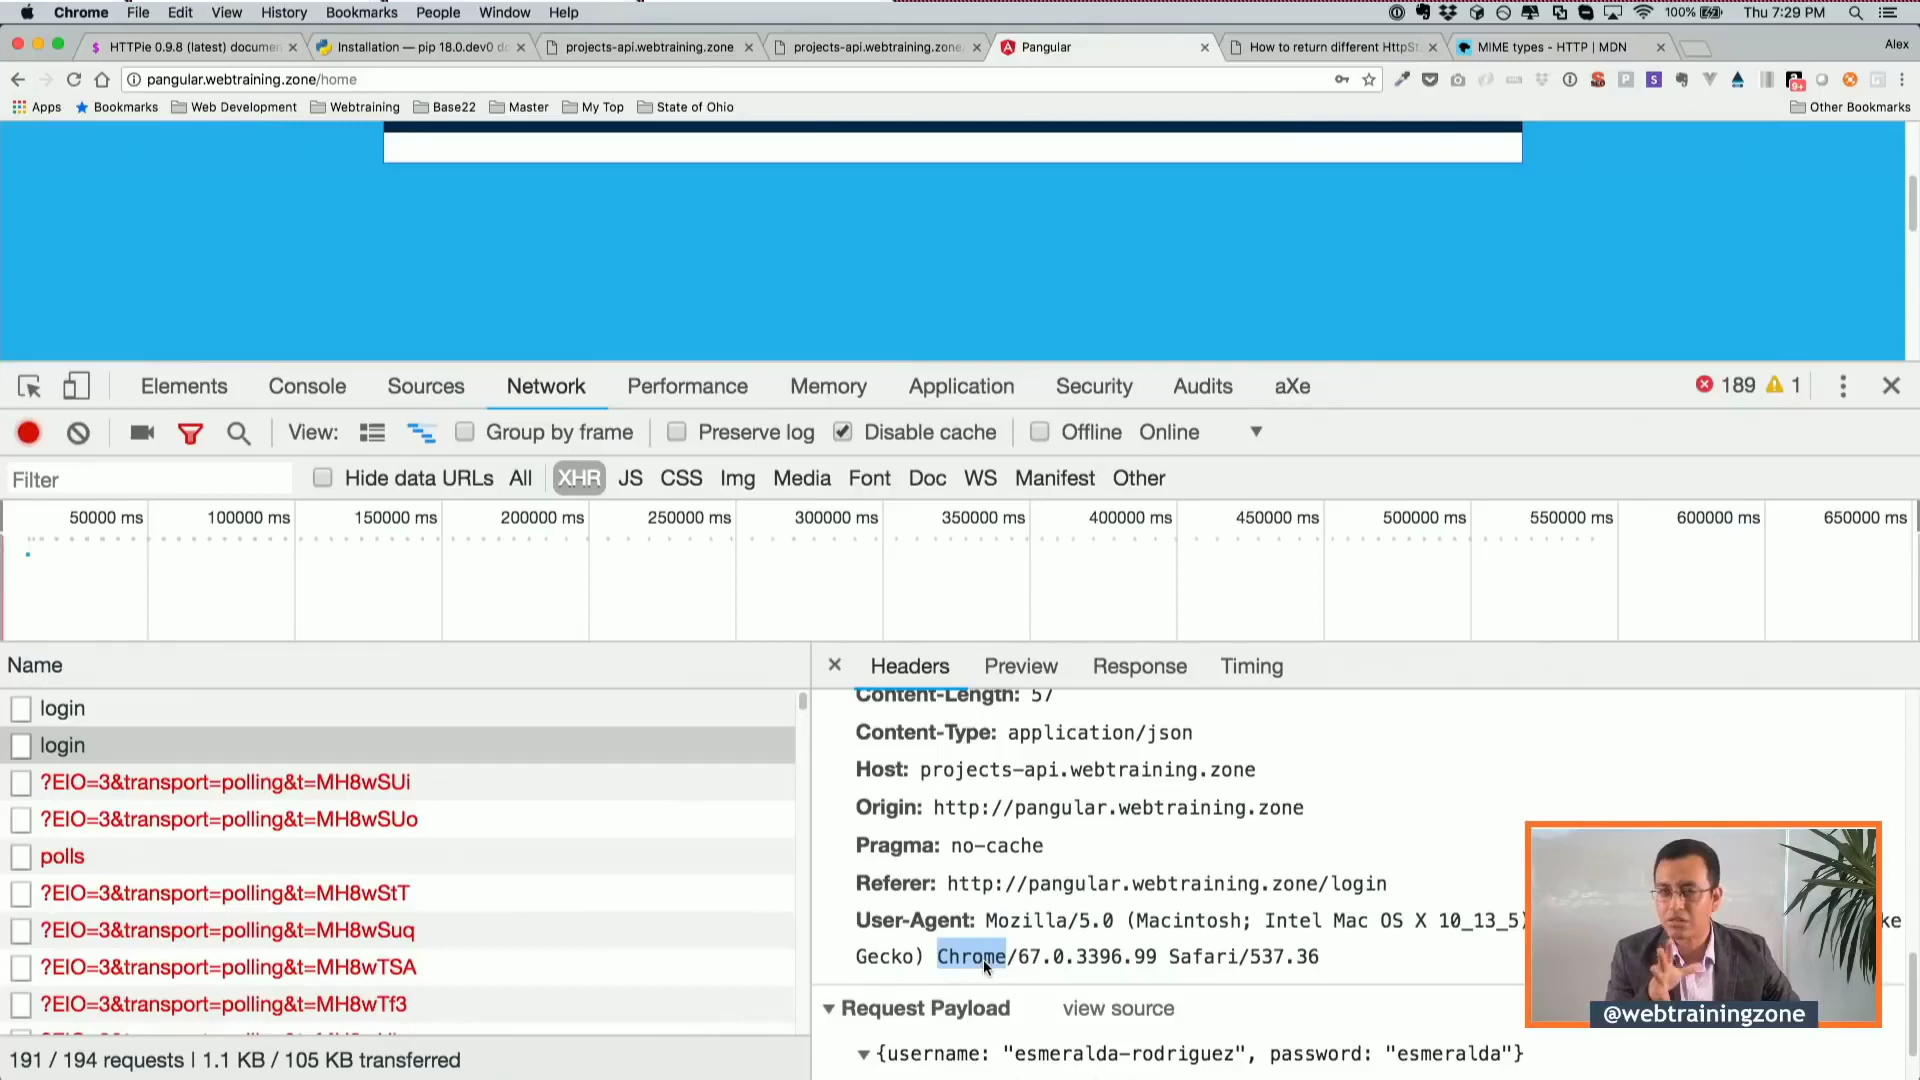 Chrome File Edit View History Bookmarks People Window Help 100% Thu 7:29 PM
HTTPie 0.9.8 (latest) documen Installation — pip 18.0.dev0 d projects-api.webtraining.zone projects-api.webtraining.zone Pangular How to return different HttpSt MIME types - HTTP | MDN Alex
pangular.webtraining.zone/home
Apps Bookmarks Web Development Webtraining Base22 Master My Top State of Ohio Other Bookmarks
Elements Console Sources Network Performance Memory Application Security Audits aXe 189 1
View: Group by frame Preserve log Disable cache Offline Online
Filter Hide data URLs All XHR JS CSS Img Media Font Doc WS Manifest Other
50000 ms 100000 ms 150000 ms 200000 ms 250000 ms 300000 ms 350000 ms 400000 ms 450000 ms 500000 ms 550000 ms 600000 ms 650000 ms
Name
login
login
?EIO=3&transport=polling&t=MH8wSUi
?EIO=3&transport=polling&t=MH8wSUo
polls
?EIO=3&transport=polling&t=MH8wStT
?EIO=3&transport=polling&t=MH8wSuq
?EIO=3&transport=polling&t=MH8wTSA
?EIO=3&transport=polling&t=MH8wTf3
191 / 194 requests | 1.1 KB / 105 KB transferred
Headers Preview Response Timing
Content-Length: 57
Content-Type: application/json
Host: projects-api.webtraining.zone
Origin: http://pangular.webtraining.zone
Pragma: no-cache
Referer: http://pangular.webtraining.zone/login
User-Agent: Mozilla/5.0 (Macintosh; Intel Mac OS X 10_13_5) ke
Gecko) Chrome/67.0.3396.99 Safari/537.36
Request Payload view source
{username: "esmeralda-rodriguez", password: "esmeralda"}
@webtrainingzone